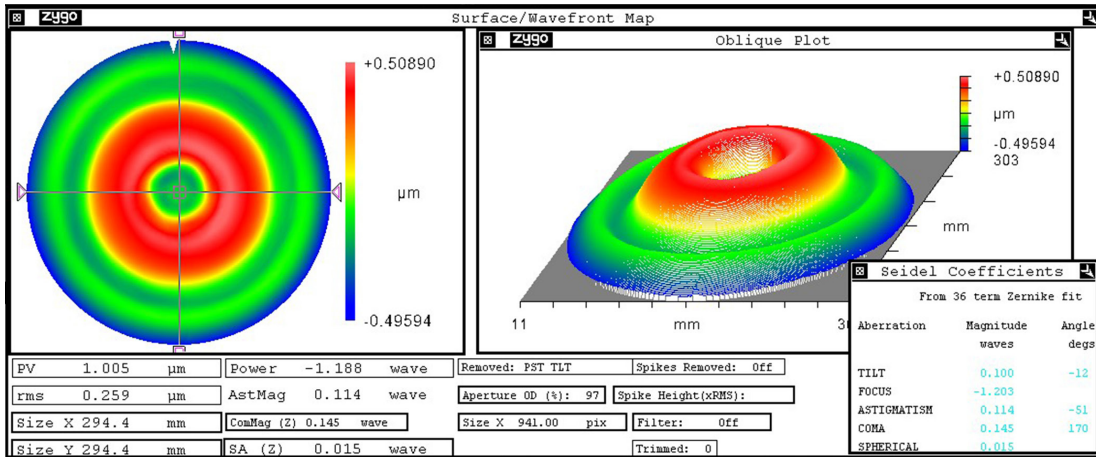 zygo Surface/Wavefront Map
zygo
+0.50890
µm
-0.49594
zygo Oblique Plot
+0.50890
µm
-0.49594
303
mm
11 mm
Seidel Coefficients
From 36 term Zernike fit
Aberration Magnitude Angle
waves degs
TILT 0.100 -12
FOCUS -1.203
ASTIGMATISM 0.114 -51
COMA 0.145 170
SPHERICAL 0.015
PV 1.005 µm Power -1.188 wave Removed: PST TLT Spikes Removed: Off
rms 0.259 µm AstMag 0.114 wave Aperture OD (%): 97 Spike Height(xRMS):
Size X 294.4 mm ComMag (Z) 0.145 wave Size X 941.00 pix Filter: Off
Size Y 294.4 mm SA (Z) 0.015 wave Trimmed: 0